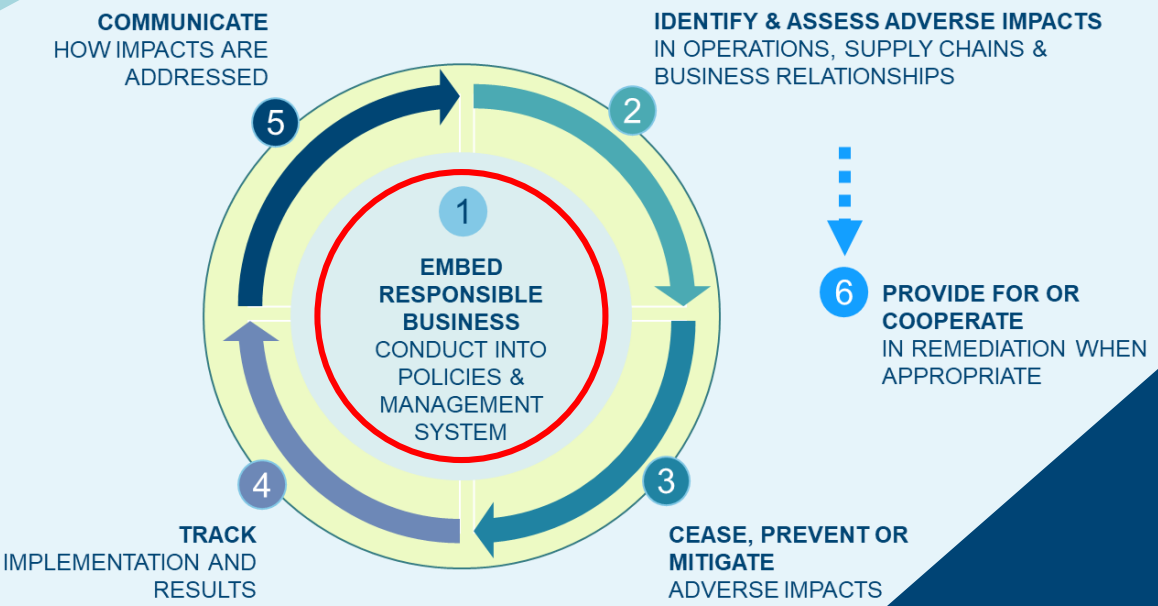 COMMUNICATE
HOW IMPACTS ARE
ADDRESSED
5
IDENTIFY & ASSESS ADVERSE IMPACTS
IN OPERATIONS, SUPPLY CHAINS &
BUSINESS RELATIONSHIPS
2
1
EMBED
RESPONSIBLE
BUSINESS
CONDUCT INTO
POLICIES &
MANAGEMENT
SYSTEM
6
PROVIDE FOR OR
COOPERATE
IN REMEDIATION WHEN
APPROPRIATE
4
TRACK
IMPLEMENTATION AND
RESULTS
3
CEASE, PREVENT OR
MITIGATE
ADVERSE IMPACTS